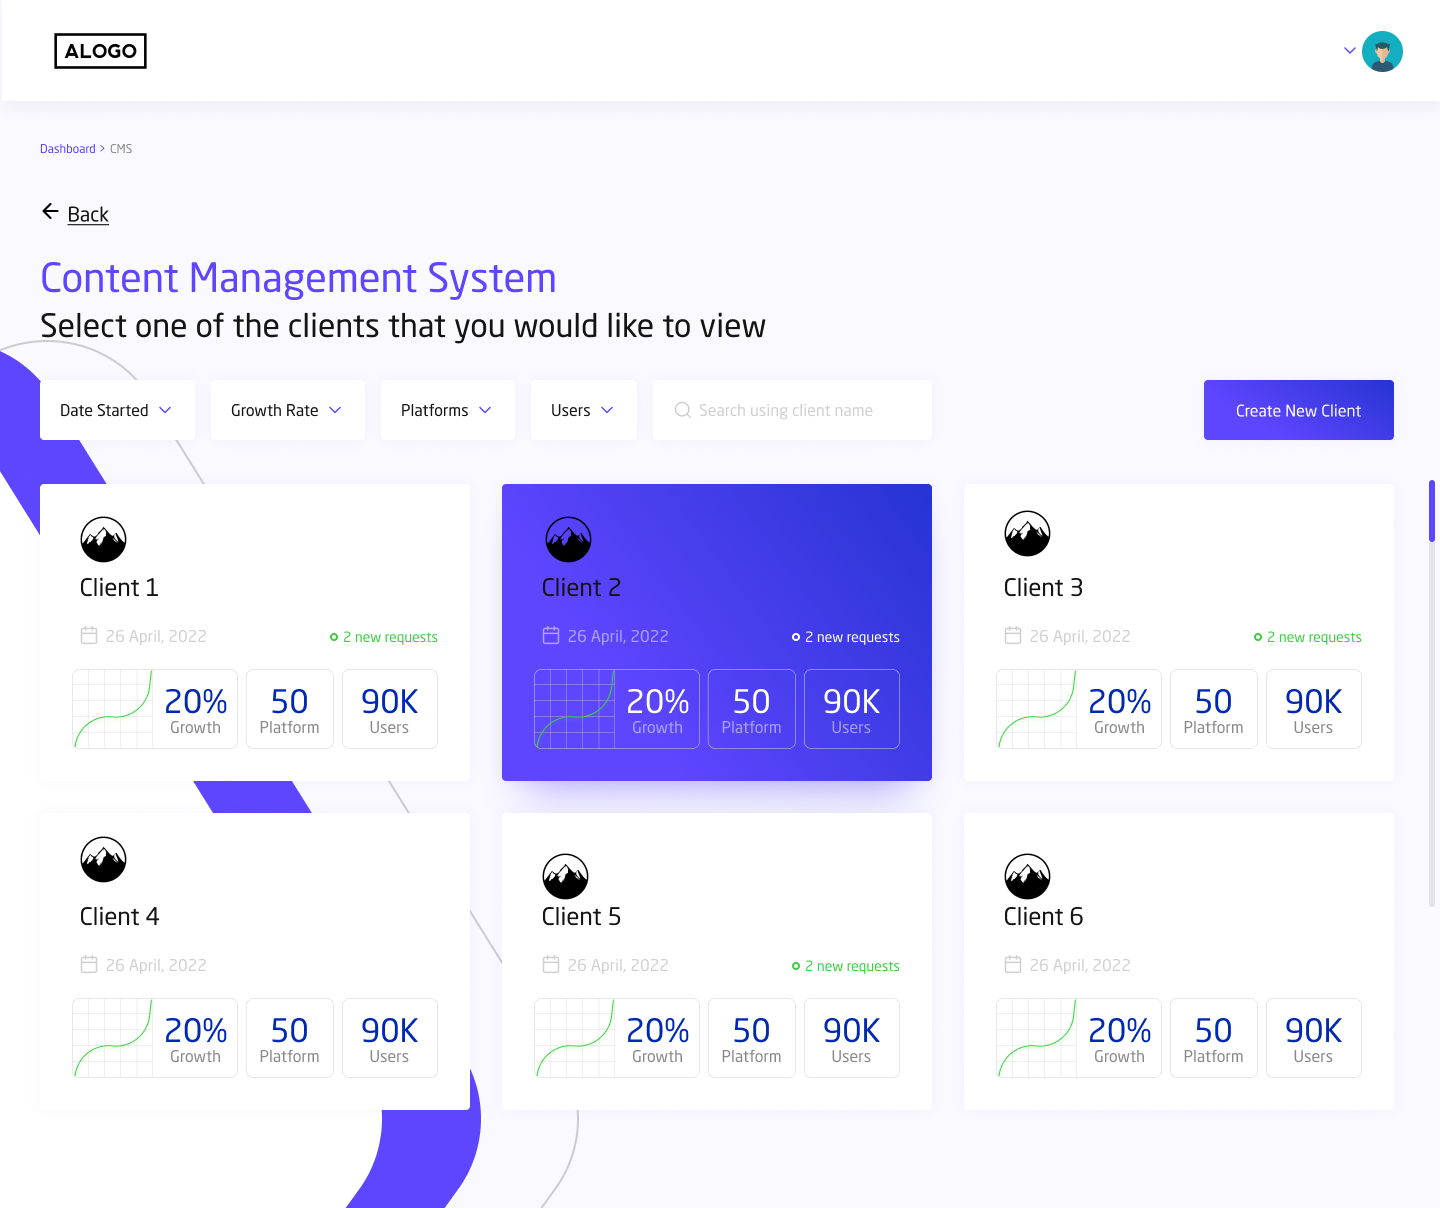 ALOGO
Dashboard > CMS
Back
Content Management System
Select one of the clients that you would like to view
Date Started
Growth Rate
Platforms
Users
Search using client name
Create New Client
Client 1
26 April, 2022
2 new requests
20%
Growth
50
Platform
90K
Users
Client 2
26 April, 2022
2 new requests
20%
Growth
50
Platform
90K
Users
Client 3
26 April, 2022
2 new requests
20%
Growth
50
Platform
90K
Users
Client 4
26 April, 2022
20%
Growth
50
Platform
90K
Users
Client 5
26 April, 2022
2 new requests
20%
Growth
50
Platform
90K
Users
Client 6
26 April, 2022
20%
Growth
50
Platform
90K
Users